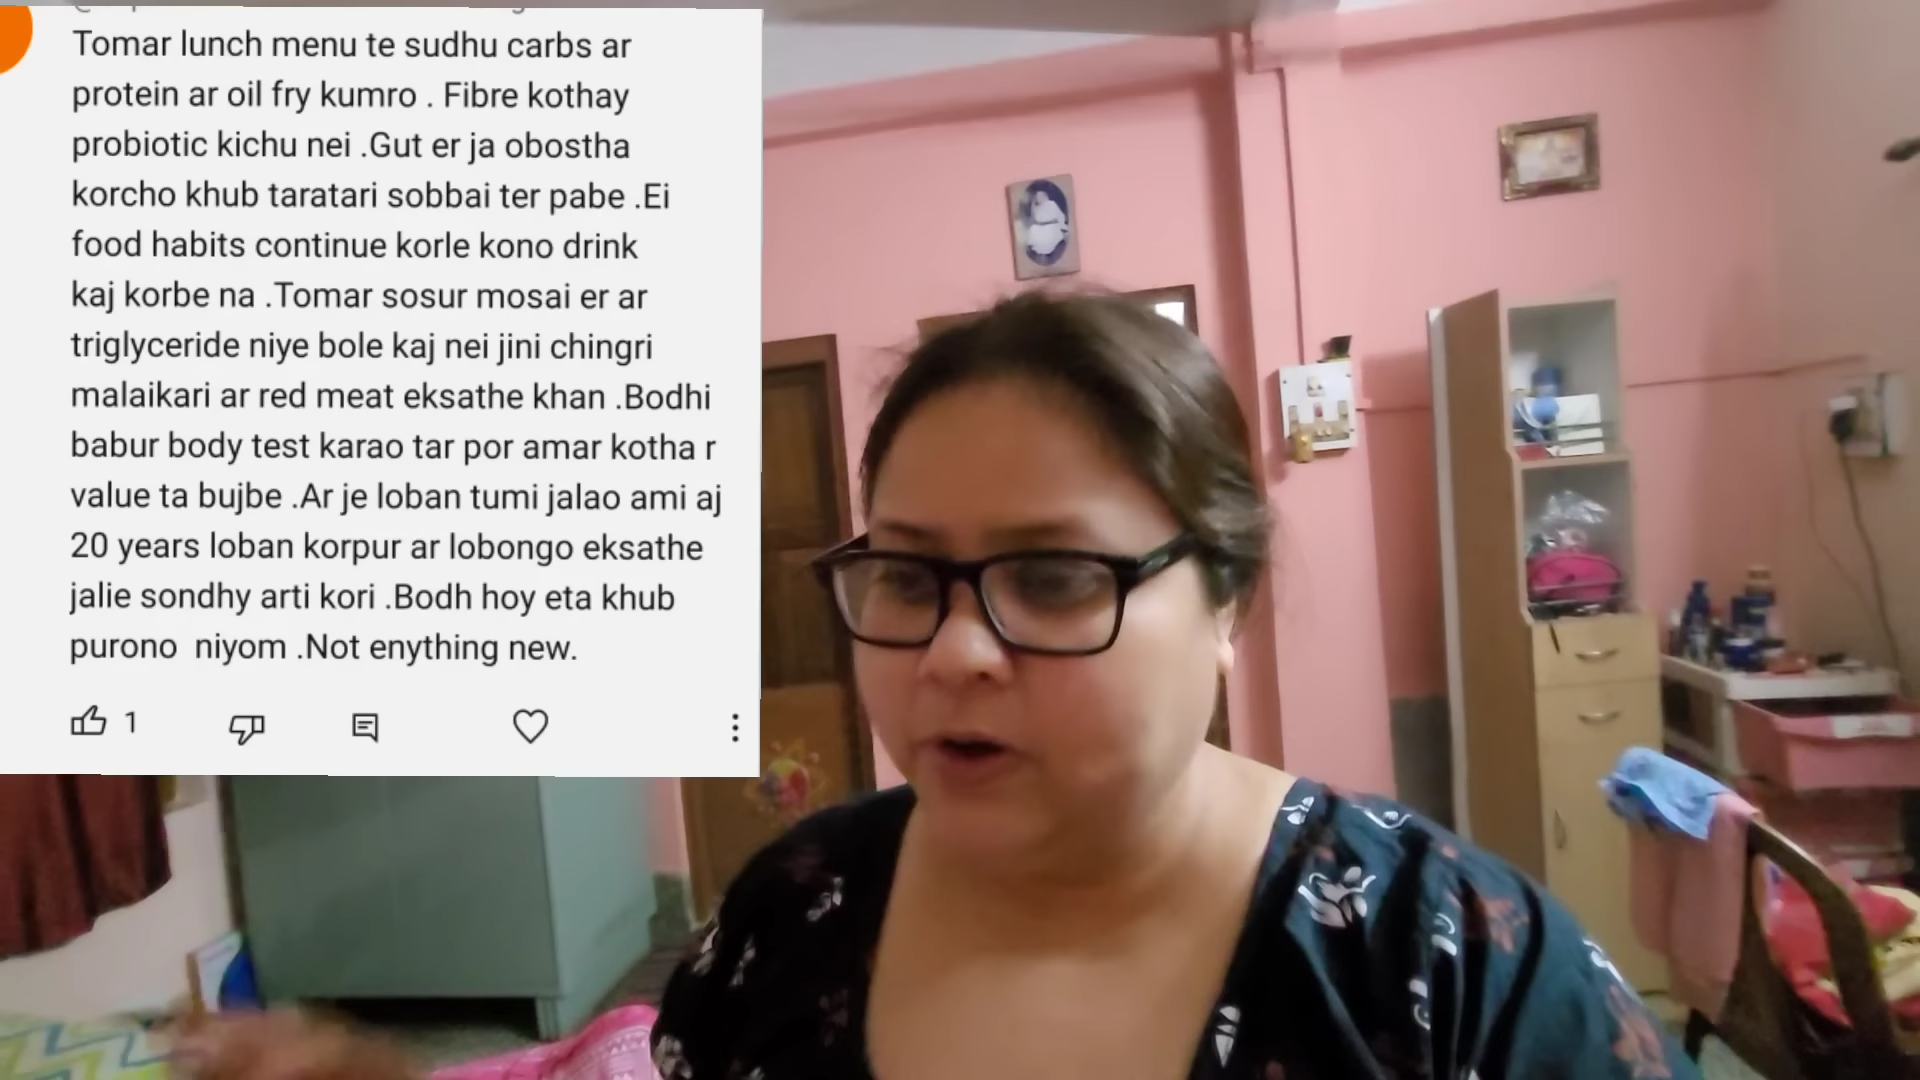 Tomar lunch menu te sudhu carbs ar
protein ar oil fry kumro . Fibre kothay
probiotic kichu nei .Gut er ja obostha
korcho khub taratari sobbai ter pabe .Ei
food habits continue korle kono drink
kaj korbe na .Tomar sosur mosai er ar
triglyceride niye bole kaj nei jini chingri
malaikari ar red meat eksathe khan .Bodhi
babur body test karao tar por amar kotha r
value ta bujbe .Ar je loban tumi jalao ami aj
20 years loban korpur ar lobongo eksathe
jalie sondhy arti kori .Bodh hoy eta khub
purono  niyom .Not enything new.
1